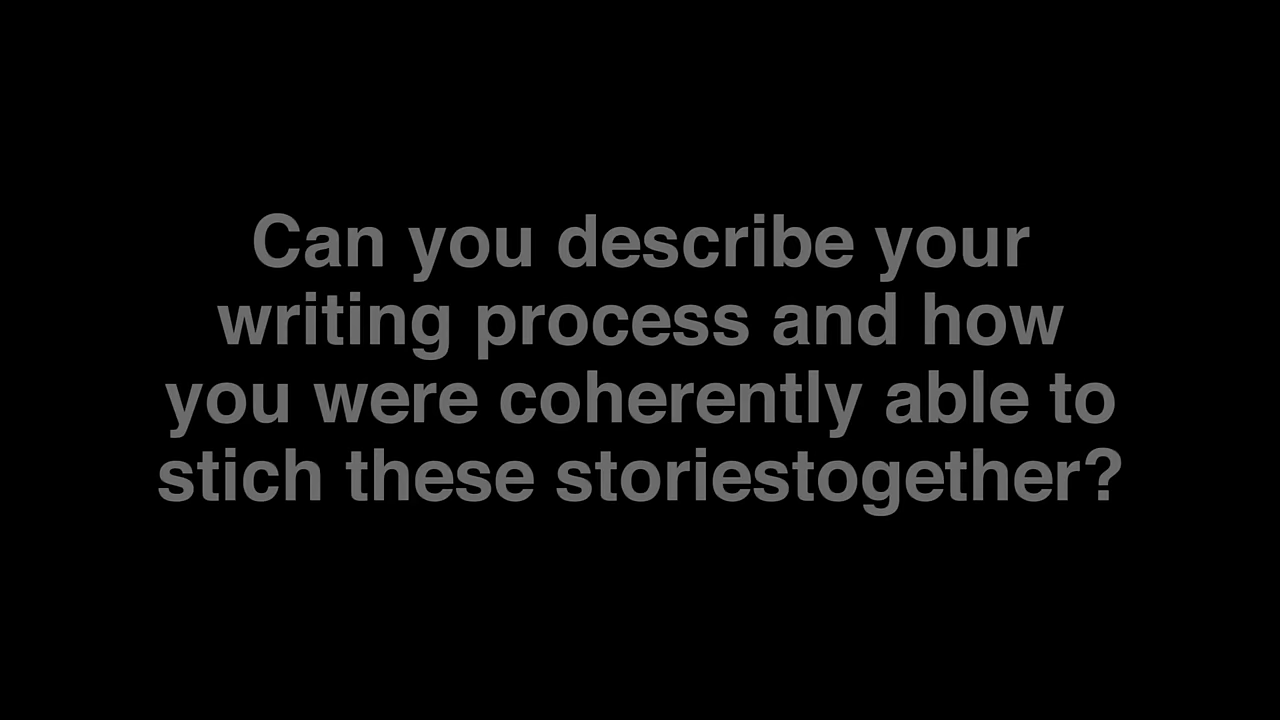 Can you describe your
writing process and how
you were coherently able to
stich these storiestogether?